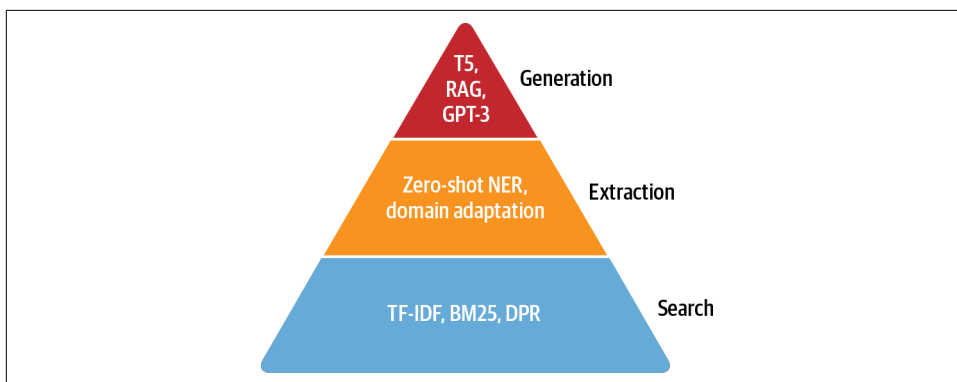 T5,
RAG,
GPT-3
Generation
Zero-shot NER,
domain adaptation
Extraction
TF-IDF, BM25, DPR
Search